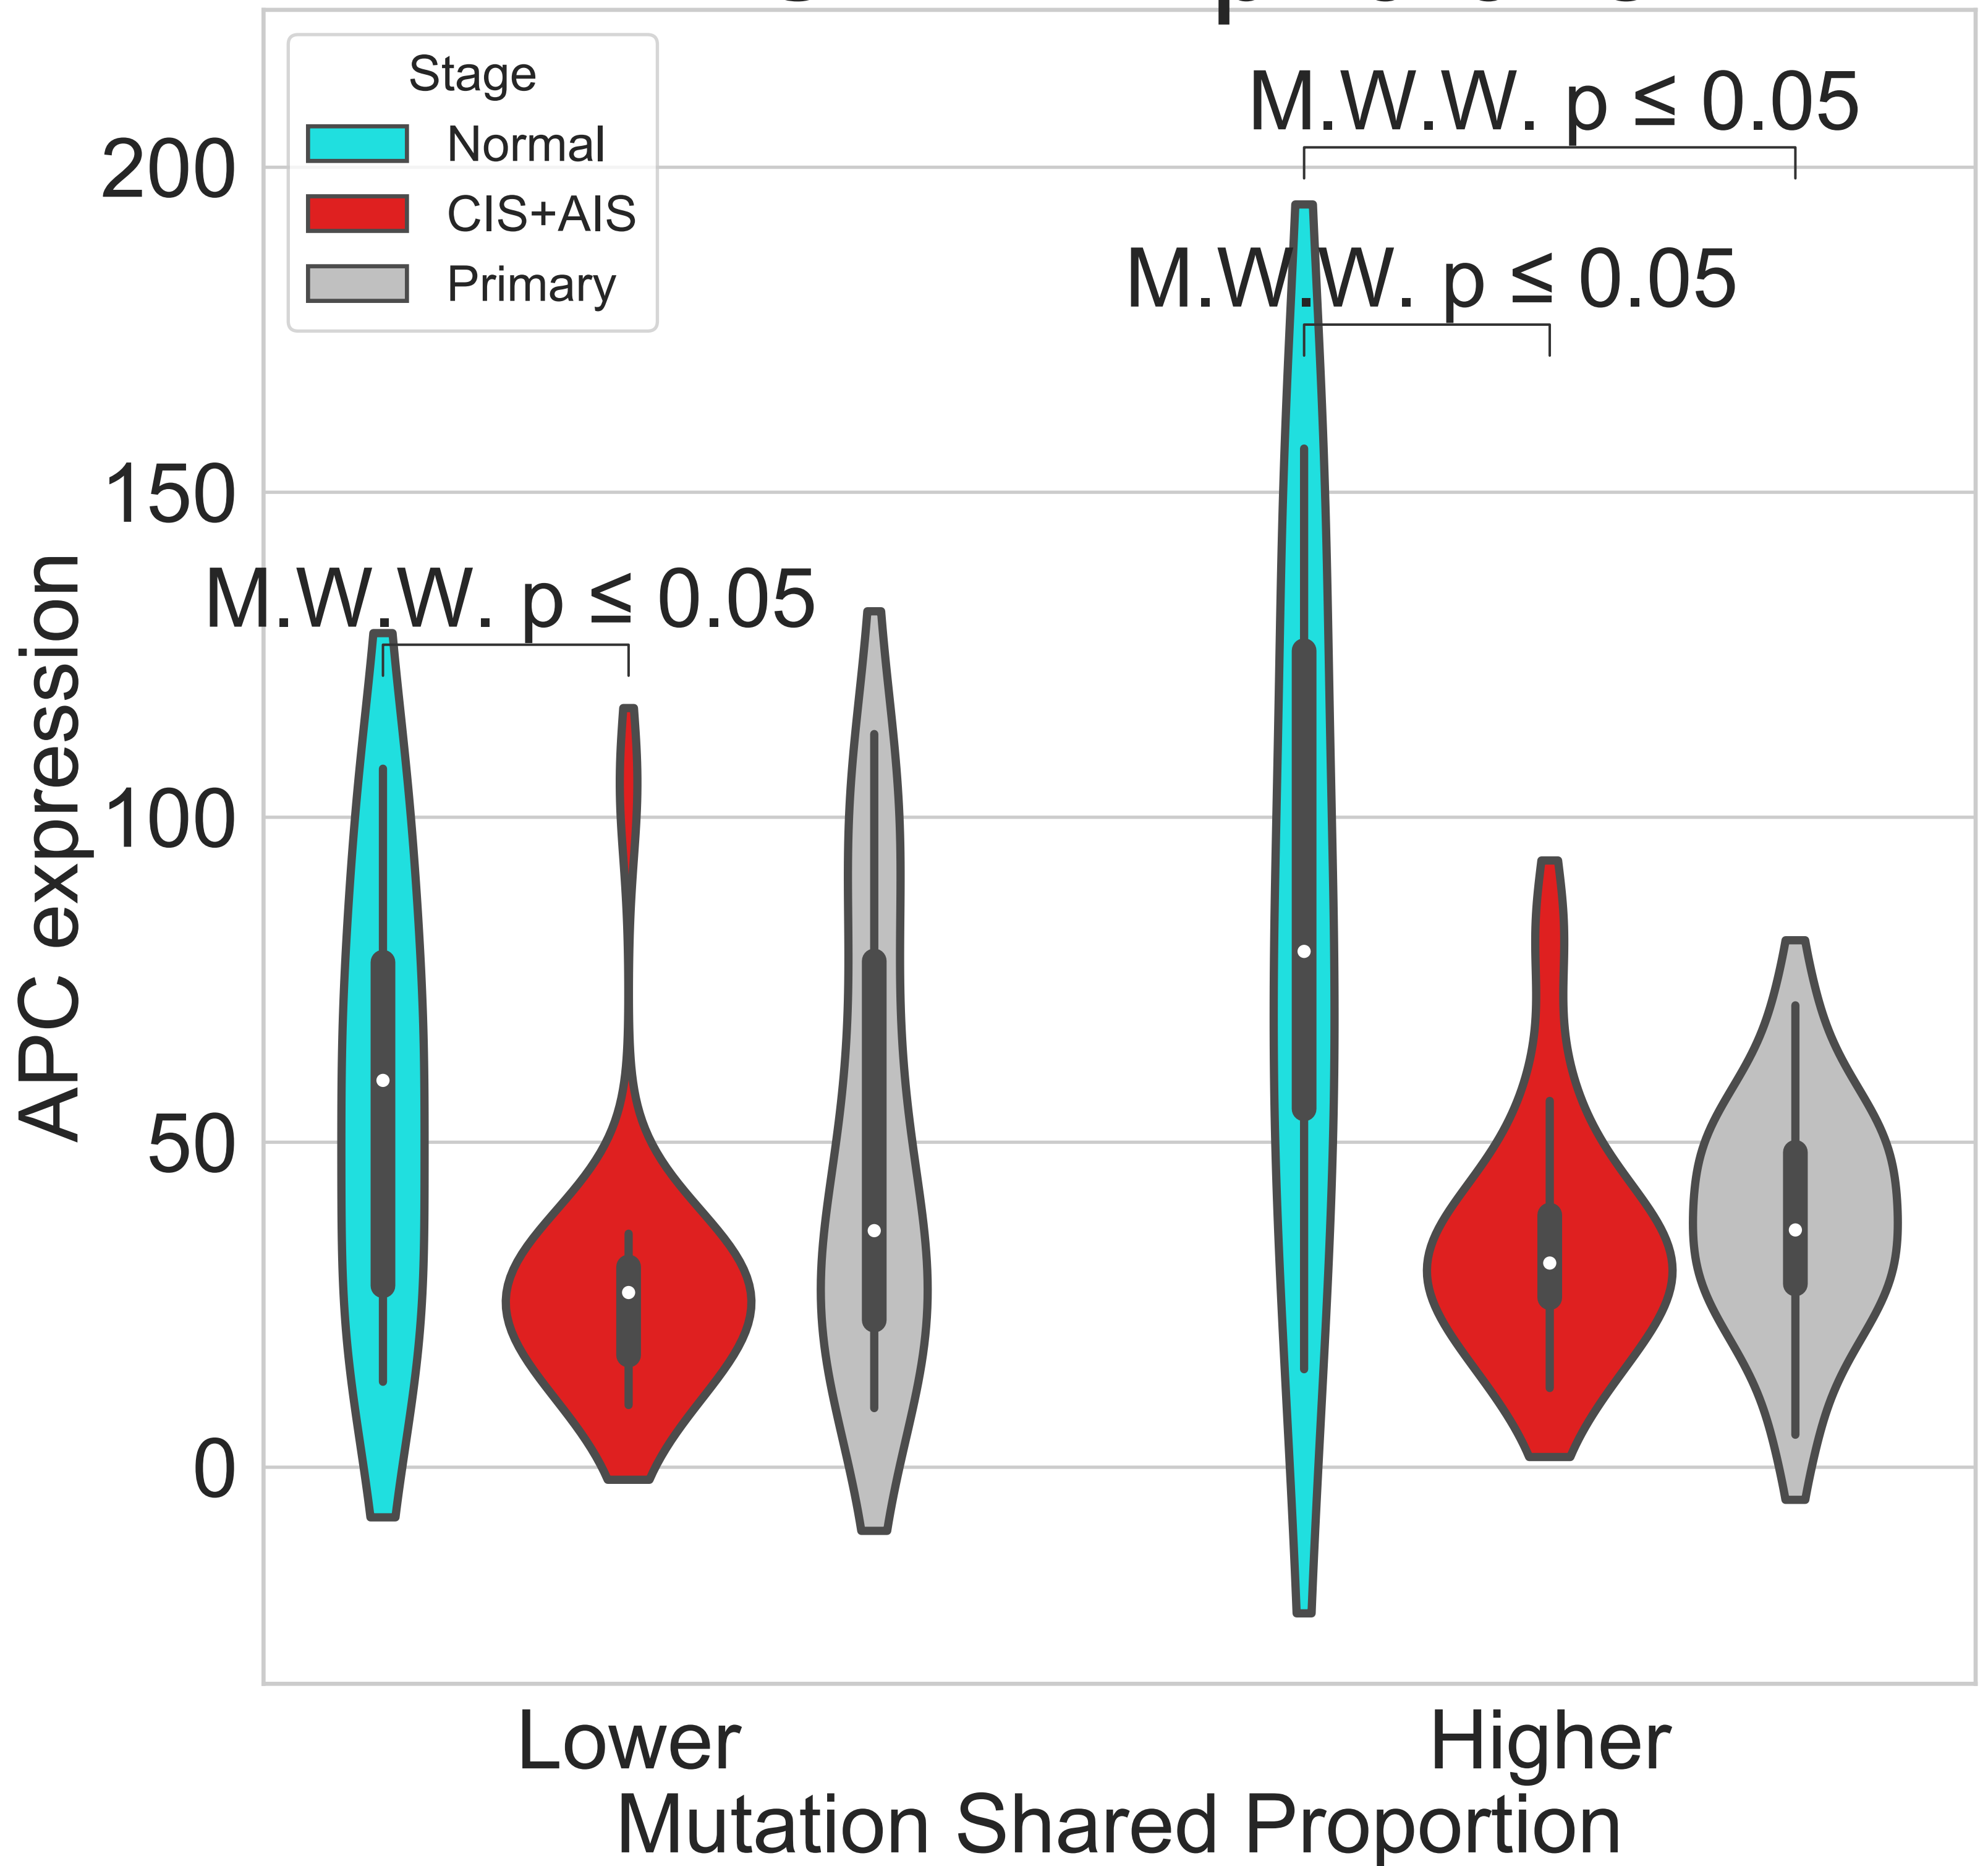 Stage
Normal
CIS+AIS
Primary
M.W.W. p ≤ 0.05
M.W.W. p ≤ 0.05
M.W.W. p ≤ 0.05
200
150
100
50
0
APC expression
Lower
Higher
Mutation Shared Proportion